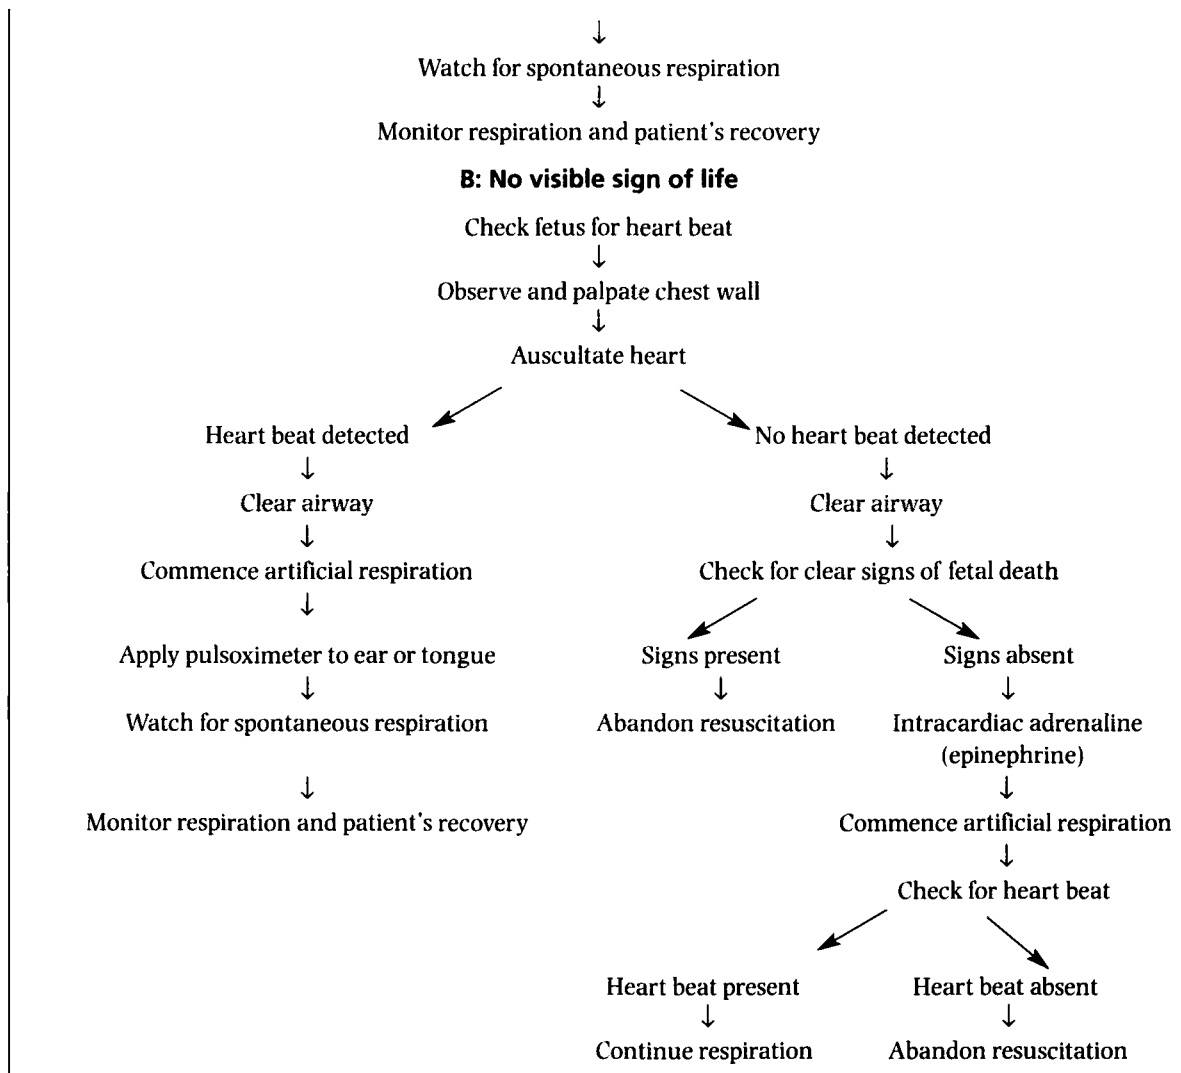 ↓
Watch for spontaneous respiration
↓
Monitor respiration and patient's recovery
B: No visible sign of life
Check fetus for heart beat
↓
Observe and palpate chest wall
↓
Auscultate heart
Heart beat detected
No heart beat detected
↓ ↓
Clear airway
Clear airway
↓ ↓
Commence artificial respiration
Check for clear signs of fetal death
↓
Apply pulsoximeter to ear or tongue
Signs present
Signs absent
↓ ↓ ↓
Watch for spontaneous respiration
Abandon resuscitation
Intracardiac adrenaline
(epinephrine)
↓ ↓
Monitor respiration and patient's recovery
Commence artificial respiration
↓
Check for heart beat
Heart beat present
Heart beat absent
↓ ↓
Continue respiration
Abandon resuscitation